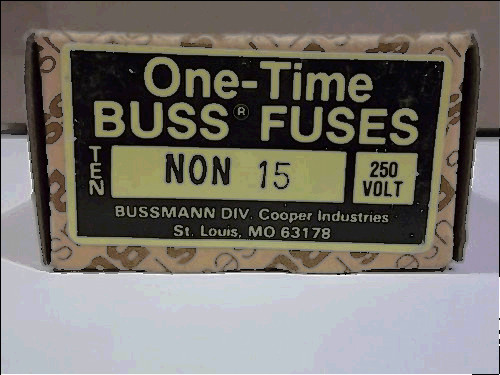 One-Time
BUSS® FUSES
TEN
NON 15
250
VOLT
BUSSMANN DIV. Cooper Industries
St. Louis, MO 63178